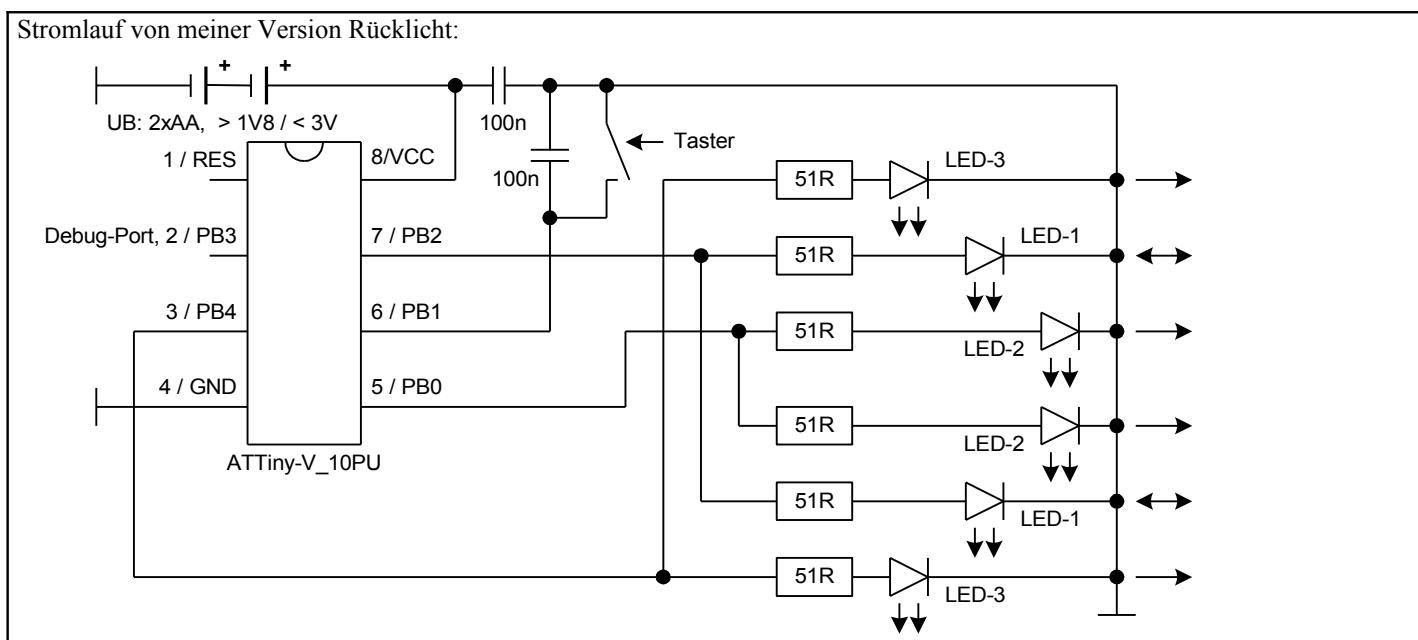 Stromlauf von meiner Version Rücklicht:
+ +
UB: 2xAA, > 1V8 / < 3V
100n
100n
Taster
1 / RES
8/VCC
Debug-Port, 2 / PB3
7 / PB2
3 / PB4
6 / PB1
4 / GND
5 / PB0
ATTiny-V_10PU
51R
LED-3
51R
LED-1
51R
LED-2
51R
LED-2
51R
LED-1
51R
LED-3